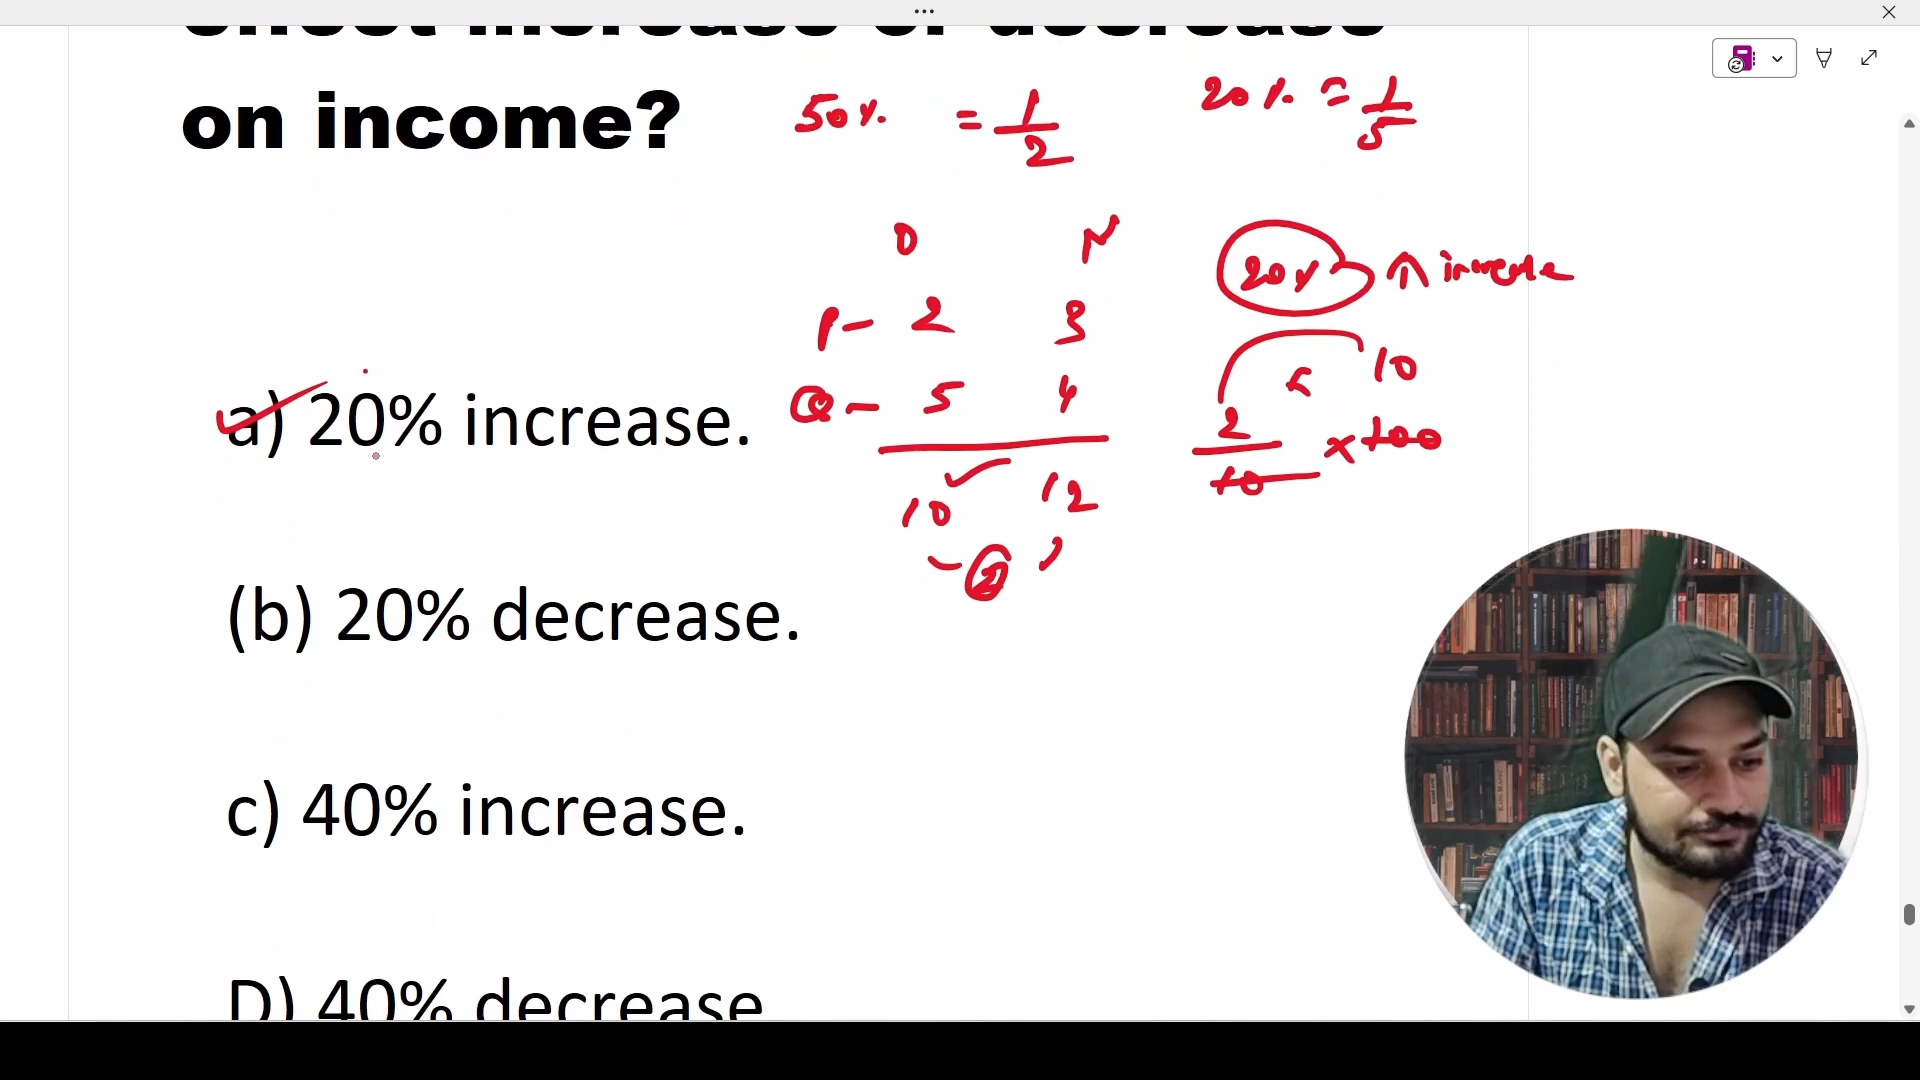 on income?
50% = 1/2
20% = 1/5
O N
P - 2 3
20% ↑ increase
Q - 5 4
10
2/10 × 100
10 12
2
a) 20% increase.
(b) 20% decrease.
c) 40% increase.
D) 40% decrease